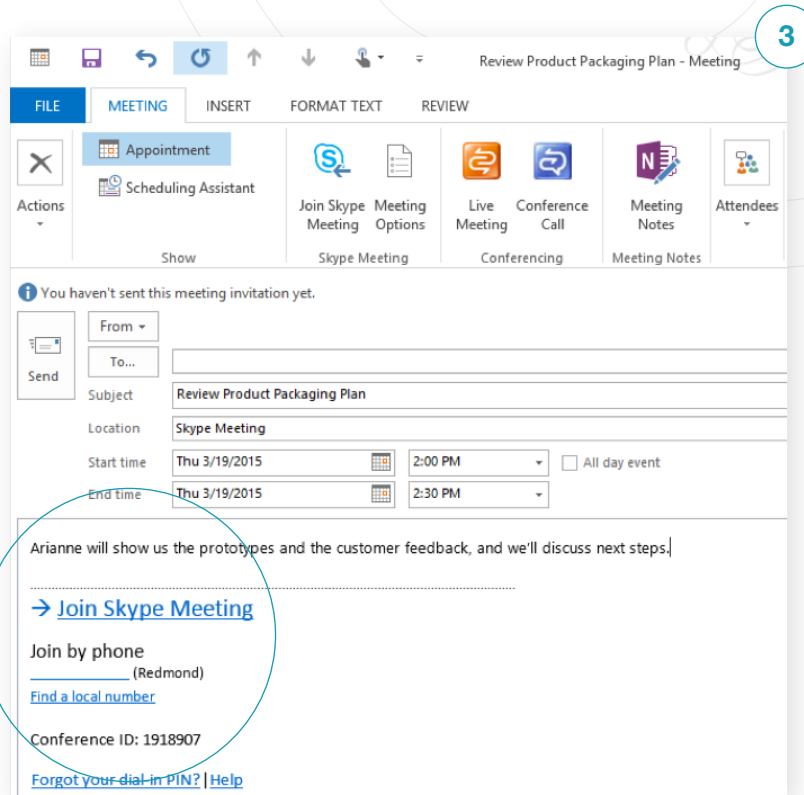 3
Review Product Packaging Plan - Meeting
FILE MEETING INSERT FORMAT TEXT REVIEW
Appointment
Scheduling Assistant
Actions
Join Skype Meeting
Meeting Options
Live Meeting
Conference Call
Meeting Notes
Attendees
Show Skype Meeting Conferencing Meeting Notes
You haven't sent this meeting invitation yet.
Send
From
To...
Subject Review Product Packaging Plan
Location Skype Meeting
Start time Thu 3/19/2015 2:00 PM All day event
End time Thu 3/19/2015 2:30 PM
Arianne will show us the prototypes and the customer feedback, and we'll discuss next steps.
→ Join Skype Meeting
Join by phone
(Redmond)
Find a local number
Conference ID: 1918907
Forgot your dial-in PIN? | Help